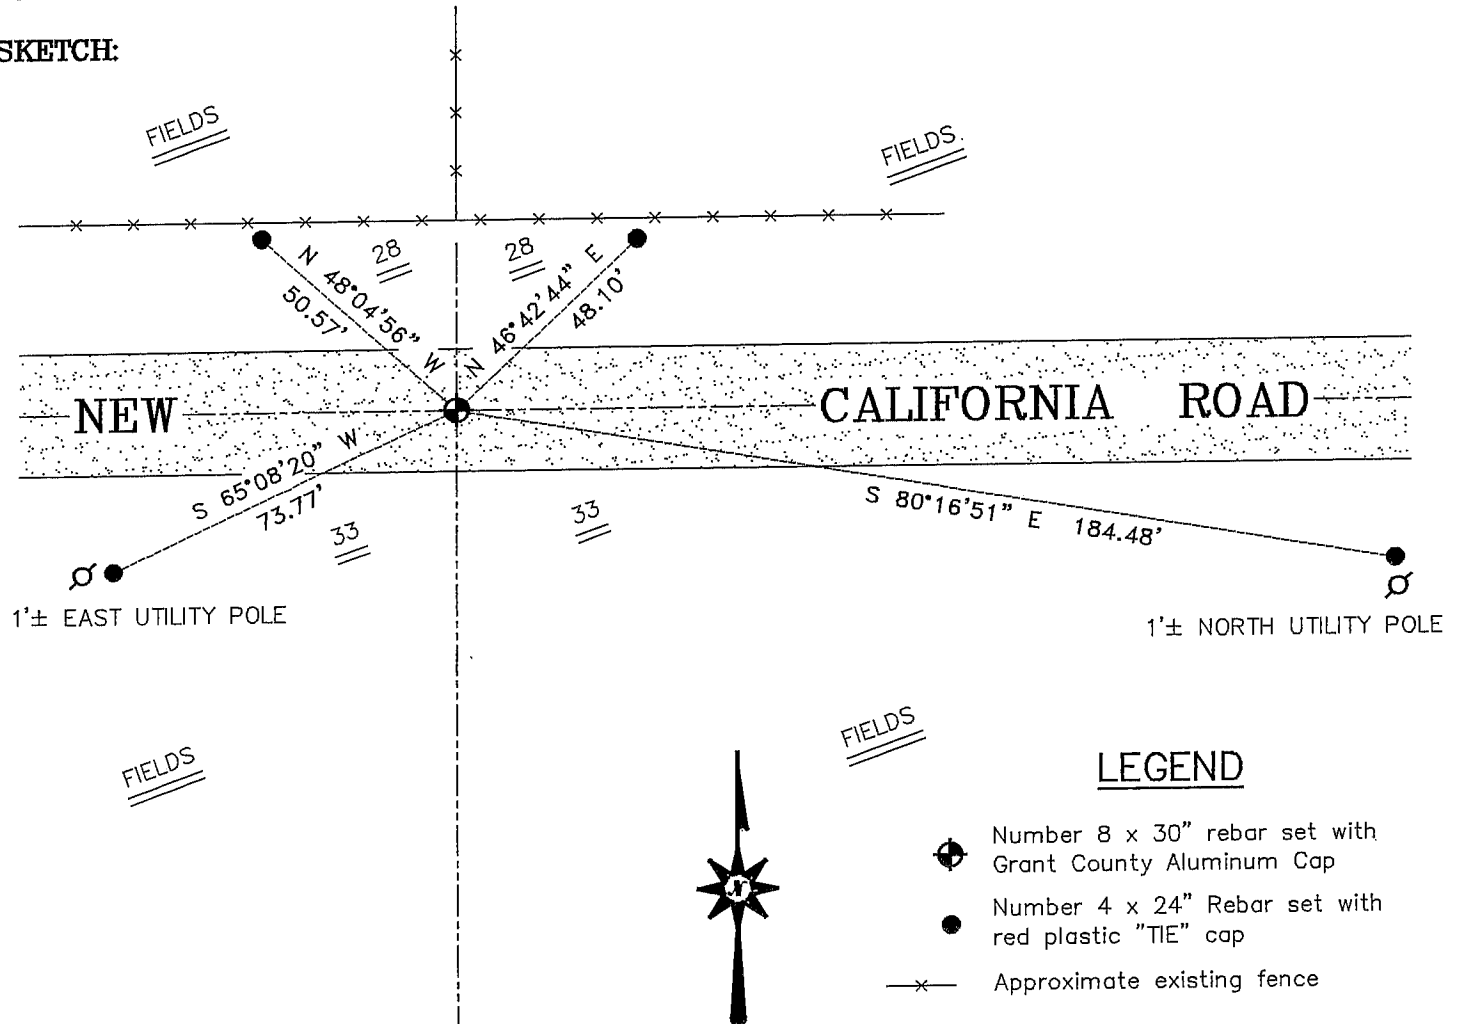 SKETCH:
FIELDS
FIELDS
28
28
N 48°04'56" W
50.57'
N 46°42'44" E
48.10'
NEW CALIFORNIA ROAD
S 65°08'20" W
73.77'
33
33
S 80°16'51" E 184.48'
1'± EAST UTILITY POLE
1'± NORTH UTILITY POLE
FIELDS
FIELDS
N
LEGEND
Number 8 x 30" rebar set with
Grant County Aluminum Cap
Number 4 x 24" Rebar set with
red plastic "TIE" cap
Approximate existing fence